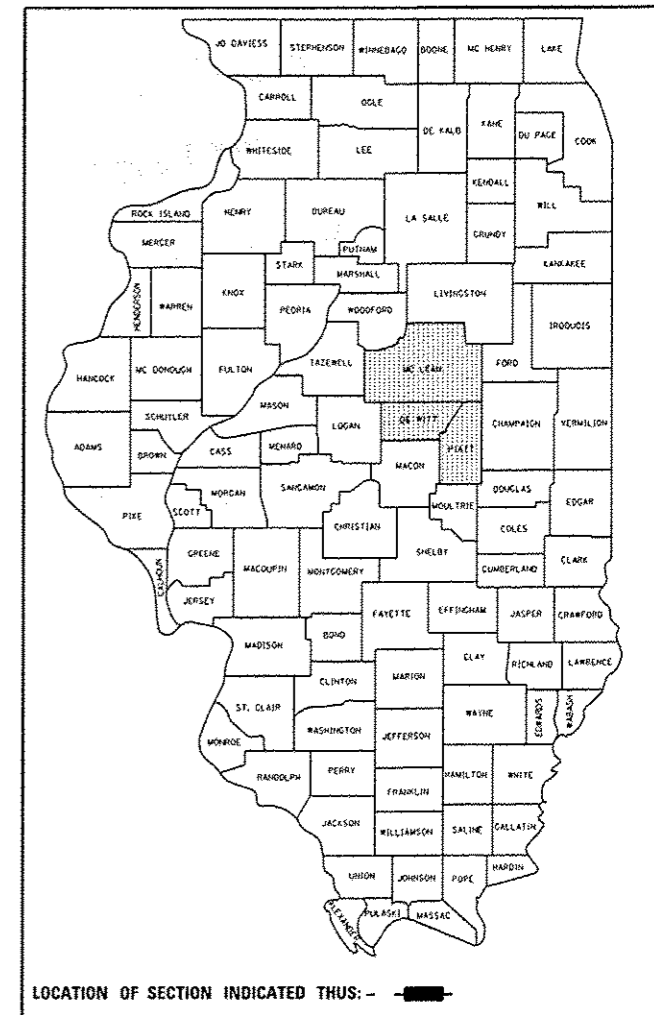 JO DAVIESS STEPHENSON WINNEBAGO BOONE MC HENRY LAKE
CARROLL OGLE DE KALB KANE DU PAGE COOK
WHITESIDE LEE KENDALL WILL
ROCK ISLAND HENRY BUREAU LA SALLE GRUNDY
MERCER PUTNAM KANKAKEE
STARK MARSHALL
HENDERSON WARREN KNOX PEORIA WOODFORD LIVINGSTON IROQUOIS
HANCOCK MC DONOUGH FULTON TAZEWELL MC LEAN FORD
MASON
SCHUYLER LOGAN DE WITT CHAMPAIGN VERMILION
ADAMS BROWN CASS MENARD PIATT
MACON
MORGAN SANGAMON DOUGLAS
PIKE SCOTT CHRISTIAN MOULTRIE COLES EDGAR
GREENE SHELBY
CALHOUN MACOUPIN MONTGOMERY CUMBERLAND CLARK
JERSEY FAYETTE EFFINGHAM JASPER CRAWFORD
MADISON BOND
CLAY RICHLAND LAWRENCE
CLINTON MARION
ST. CLAIR WAYNE EDWARDS WABASH
WASHINGTON JEFFERSON
MONROE
RANDOLPH PERRY HAMILTON WHITE
FRANKLIN
JACKSON WILLIAMSON SALINE GALLATIN
UNION JOHNSON POPE HARDIN
ALEXANDER PULASKI MASSAC
LOCATION OF SECTION INDICATED THUS: -